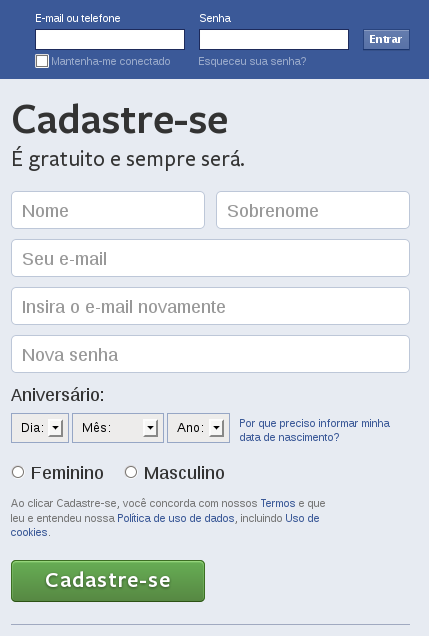 E-mail ou telefone Senha
Entrar
Mantenha-me conectado Esqueceu sua senha?
Cadastre-se
É gratuito e sempre será.
Nome Sobrenome
Seu e-mail
Insira o e-mail novamente
Nova senha
Aniversário:
Dia: Mês: Ano: Por que preciso informar minha
data de nascimento?
Feminino Masculino
Ao clicar Cadastre-se, você concorda com nossos Termos e que
leu e entendeu nossa Política de uso de dados, incluindo Uso de
cookies.
Cadastre-se